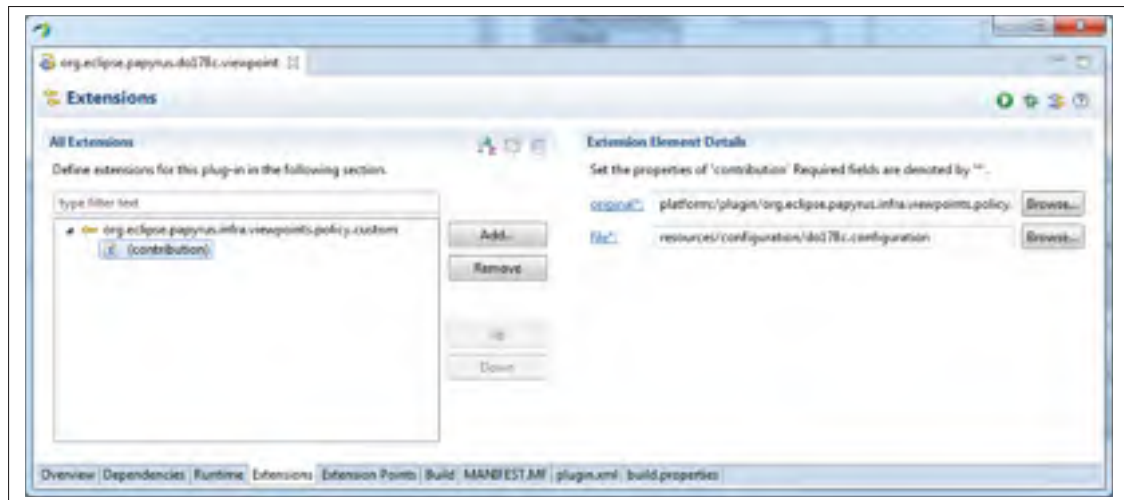 org.eclipse.papyrus.do178c.viewpoint
Extensions
All Extensions
Define extensions for this plug-in in the following section.
type filter text
org.eclipse.papyrus.infra.viewpoints.policy.custom
(contribution)
Add...
Remove
Up
Down
Extension Element Details
Set the properties of 'contribution' Required fields are denoted by "*".
original*: platform:/plugin/org.eclipse.papyrus.infra.viewpoints.policy. Browse...
file*: resources/configuration/do178c.configuration Browse...
Overview Dependencies Runtime Extensions Extension Points Build MANIFEST.MF plugin.xml build.properties